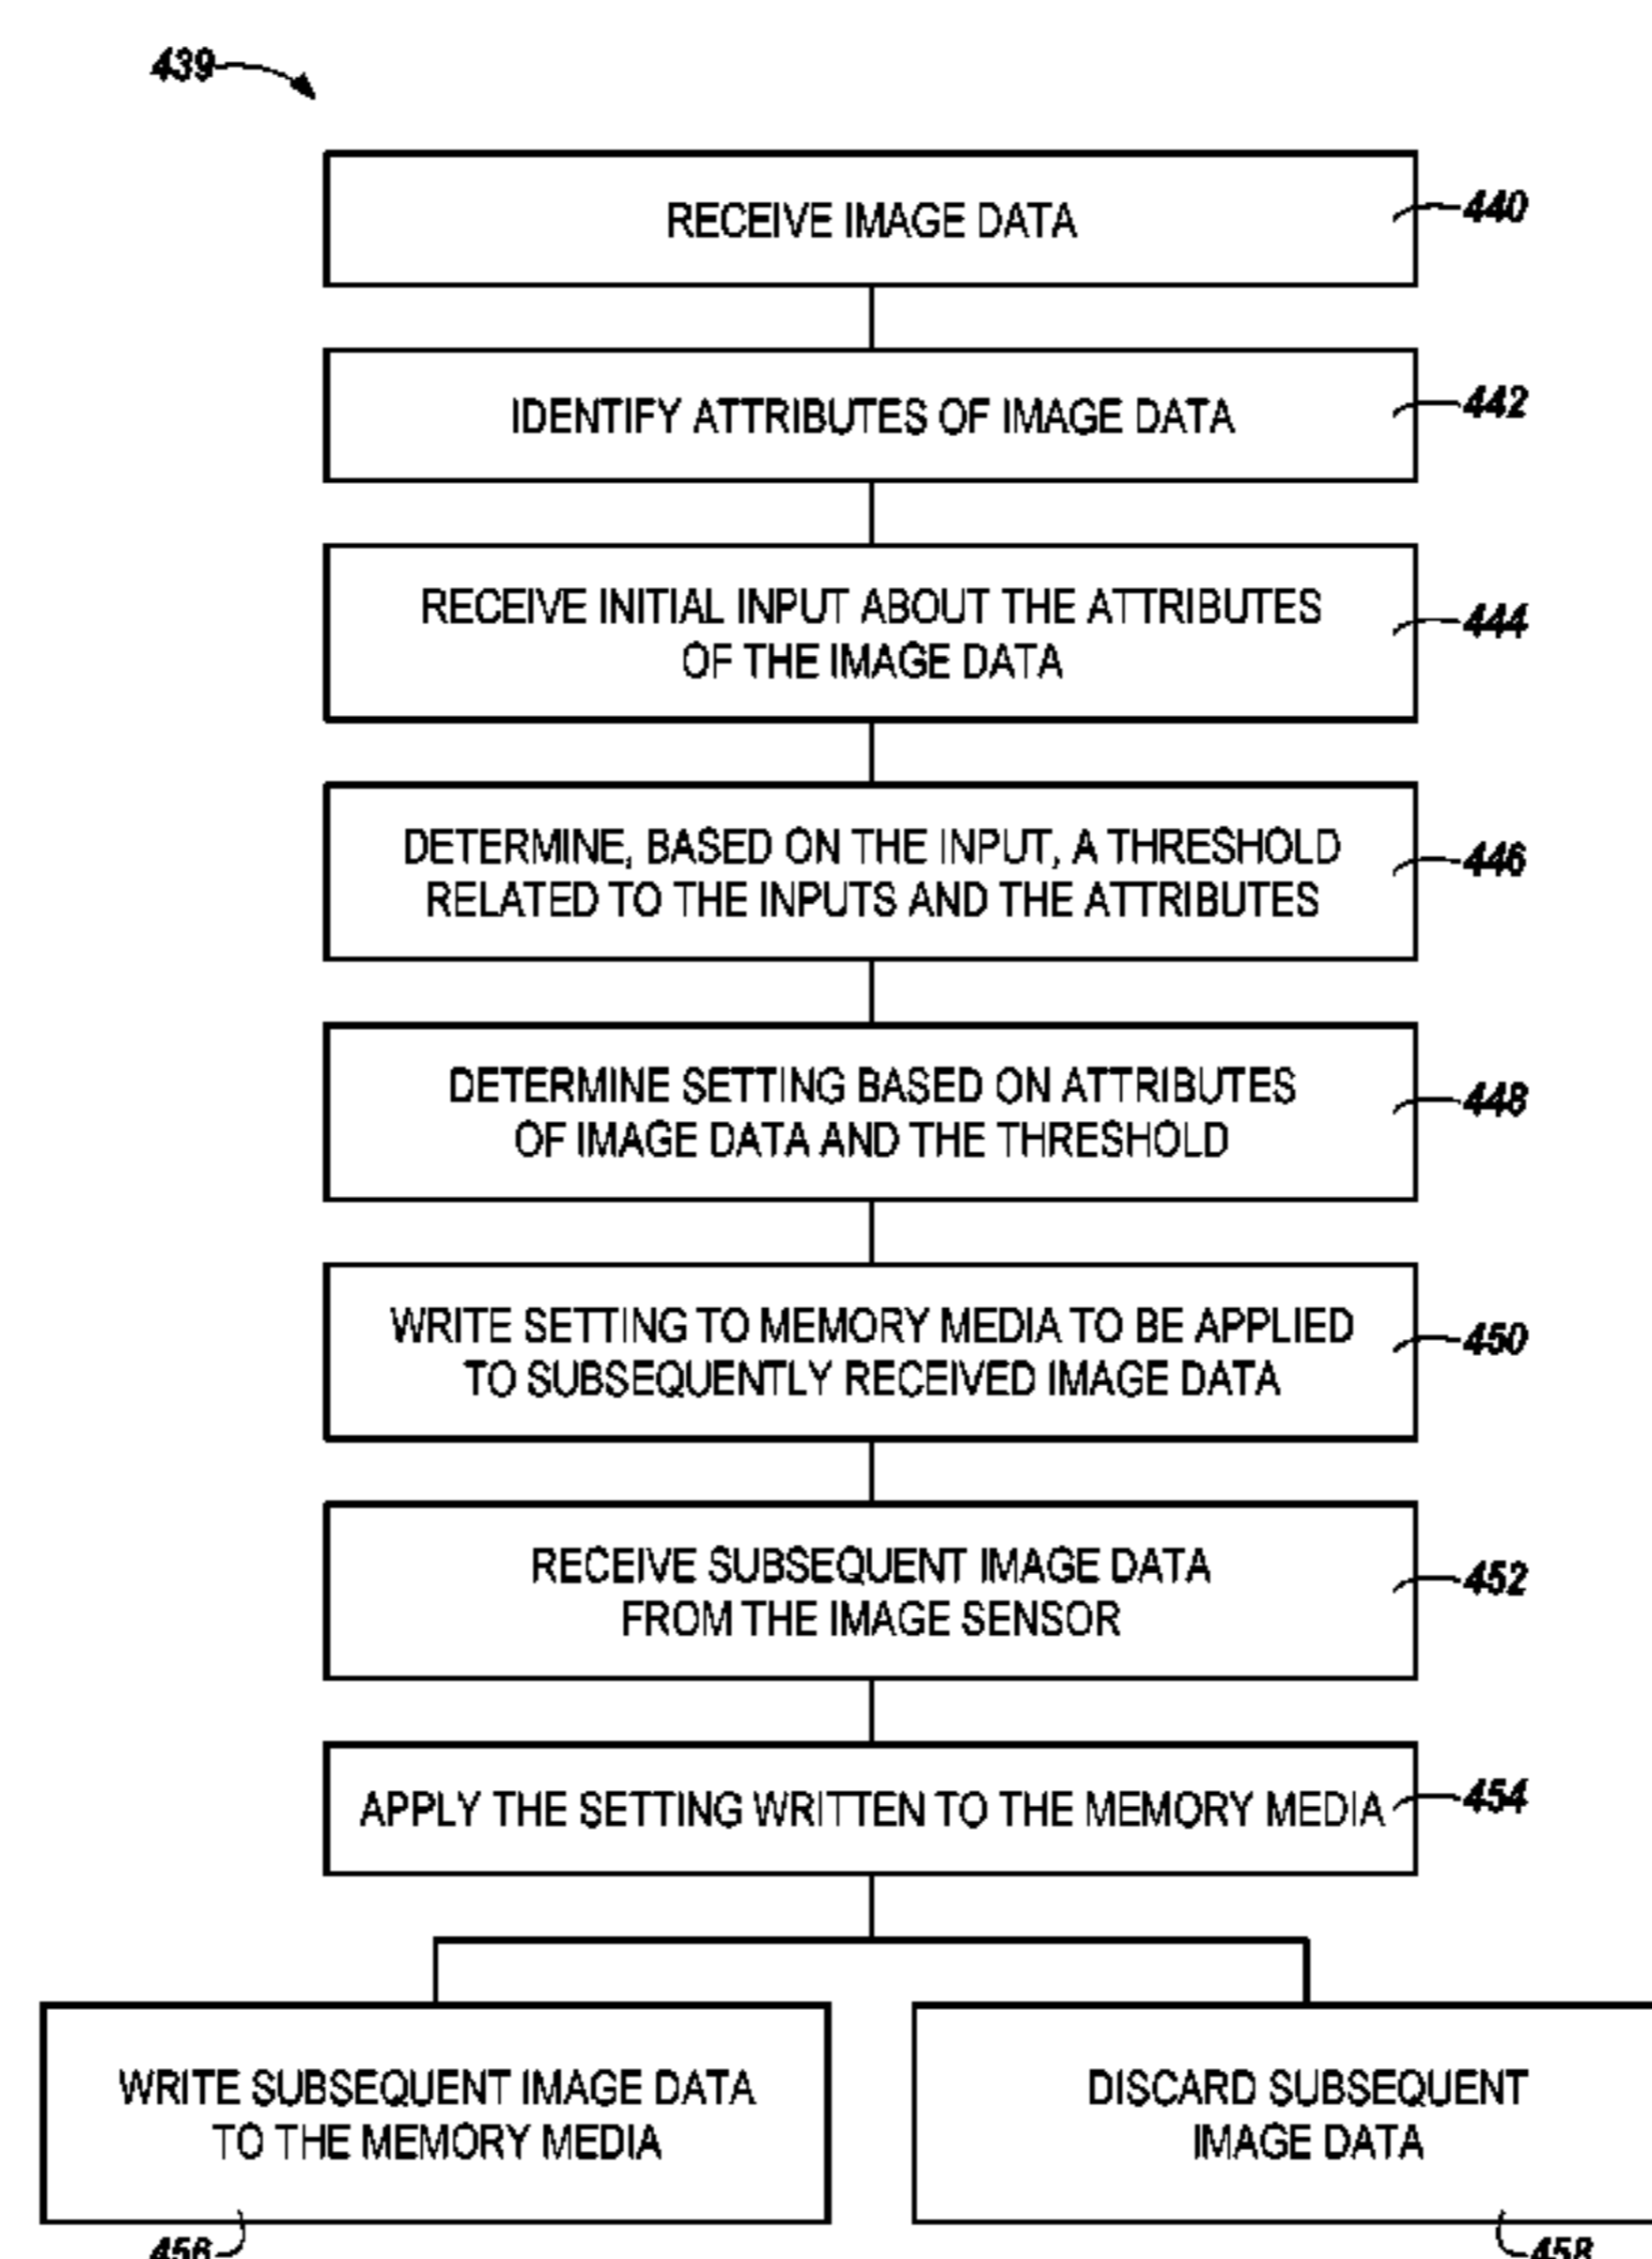 439
RECEIVE IMAGE DATA
440
IDENTIFY ATTRIBUTES OF IMAGE DATA
442
RECEIVE INITIAL INPUT ABOUT THE ATTRIBUTES
OF THE IMAGE DATA
444
DETERMINE, BASED ON THE INPUT, A THRESHOLD
RELATED TO THE INPUTS AND THE ATTRIBUTES
446
DETERMINE SETTING BASED ON ATTRIBUTES
OF IMAGE DATA AND THE THRESHOLD
448
WRITE SETTING TO MEMORY MEDIA TO BE APPLIED
TO SUBSEQUENTLY RECEIVED IMAGE DATA
450
RECEIVE SUBSEQUENT IMAGE DATA
FROM THE IMAGE SENSOR
452
APPLY THE SETTING WRITTEN TO THE MEMORY MEDIA
454
WRITE SUBSEQUENT IMAGE DATA
TO THE MEMORY MEDIA
456
DISCARD SUBSEQUENT
IMAGE DATA
458